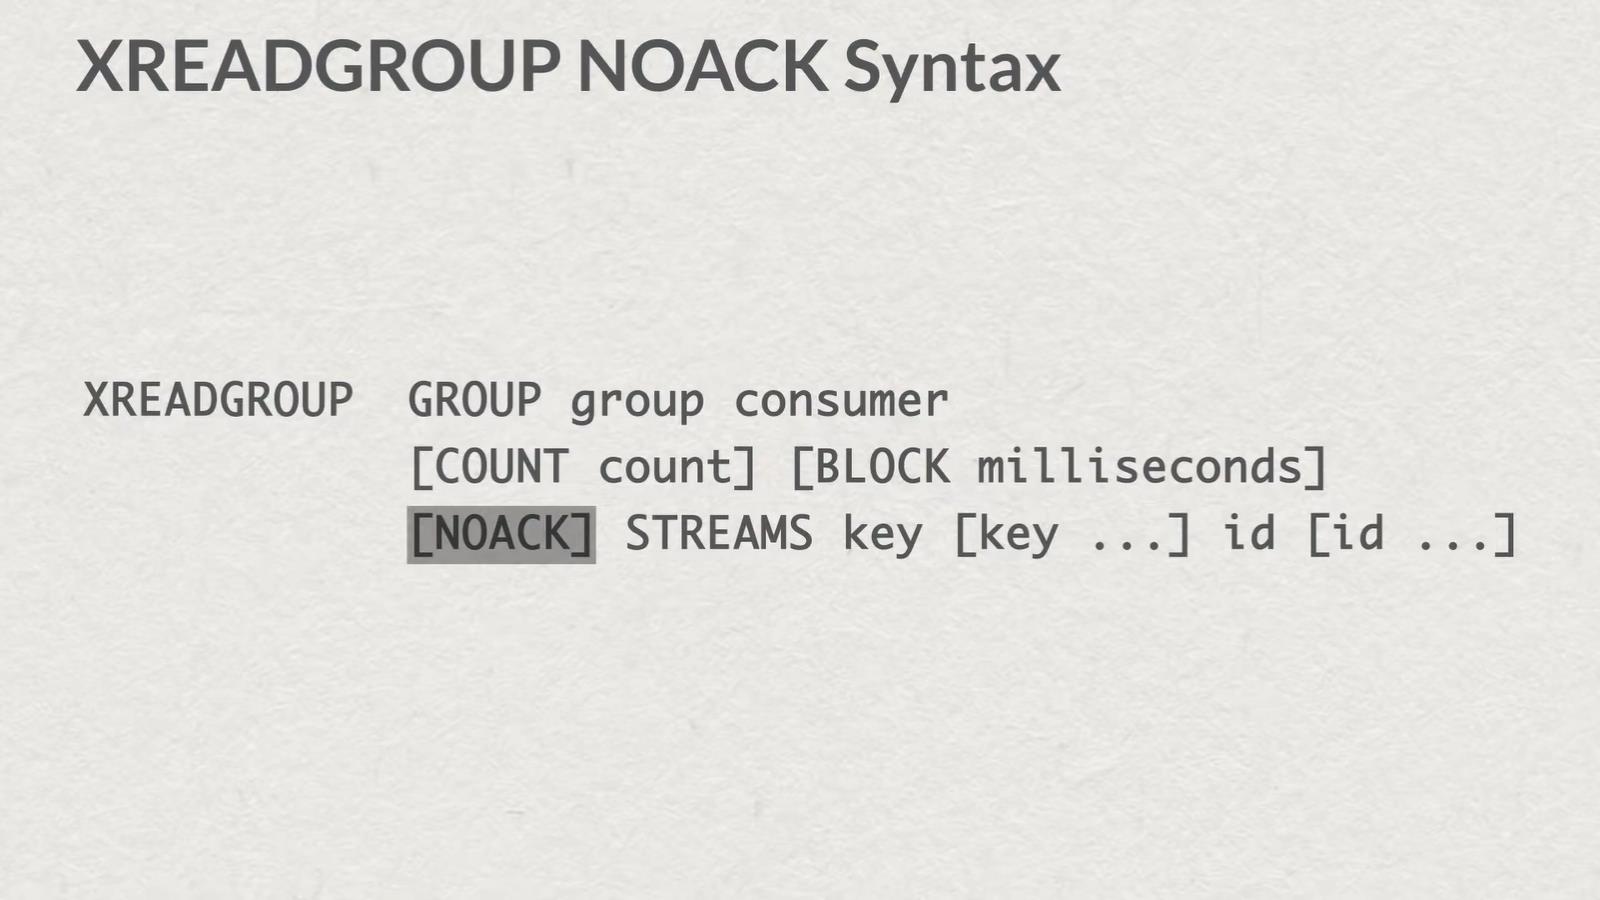 XREADGROUP NOACK Syntax
XREADGROUP GROUP group consumer
[COUNT count] [BLOCK milliseconds]
[NOACK] STREAMS key [key ...] id [id ...]